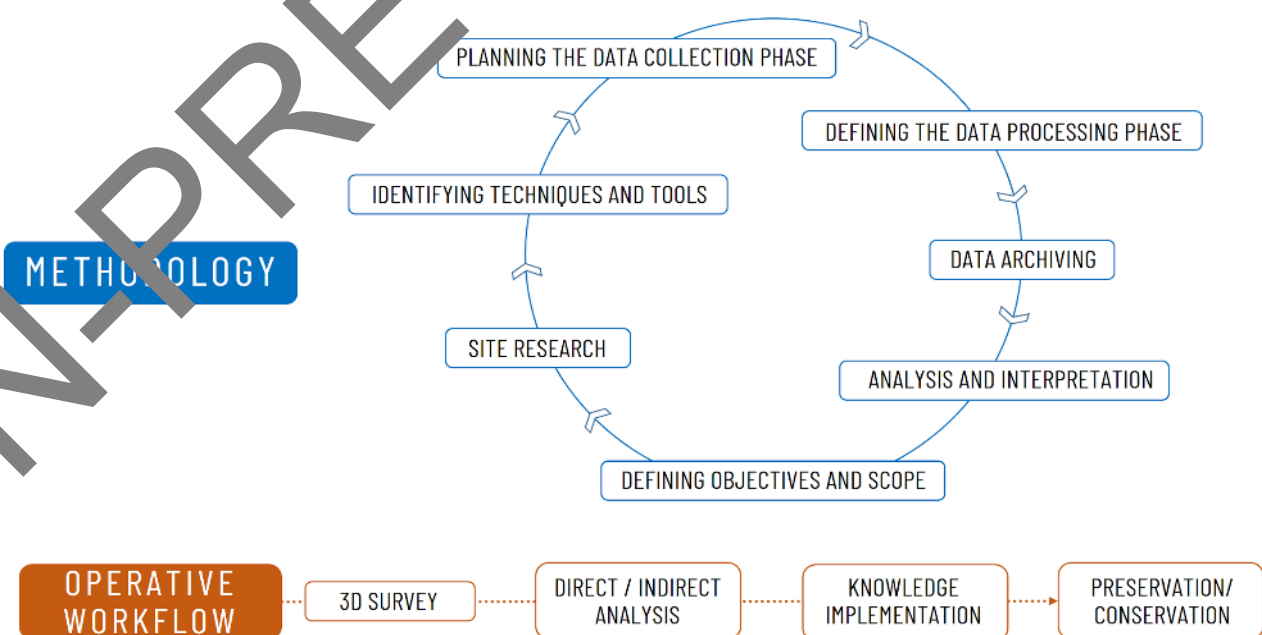 PLANNING THE DATA COLLECTION PHASE
DEFINING THE DATA PROCESSING PHASE
IDENTIFYING TECHNIQUES AND TOOLS
METHODOLOGY
DATA ARCHIVING
SITE RESEARCH
ANALYSIS AND INTERPRETATION
DEFINING OBJECTIVES AND SCOPE
OPERATIVE
WORKFLOW
3D SURVEY
DIRECT / INDIRECT
ANALYSIS
KNOWLEDGE
IMPLEMENTATION
PRESERVATION/
CONSERVATION